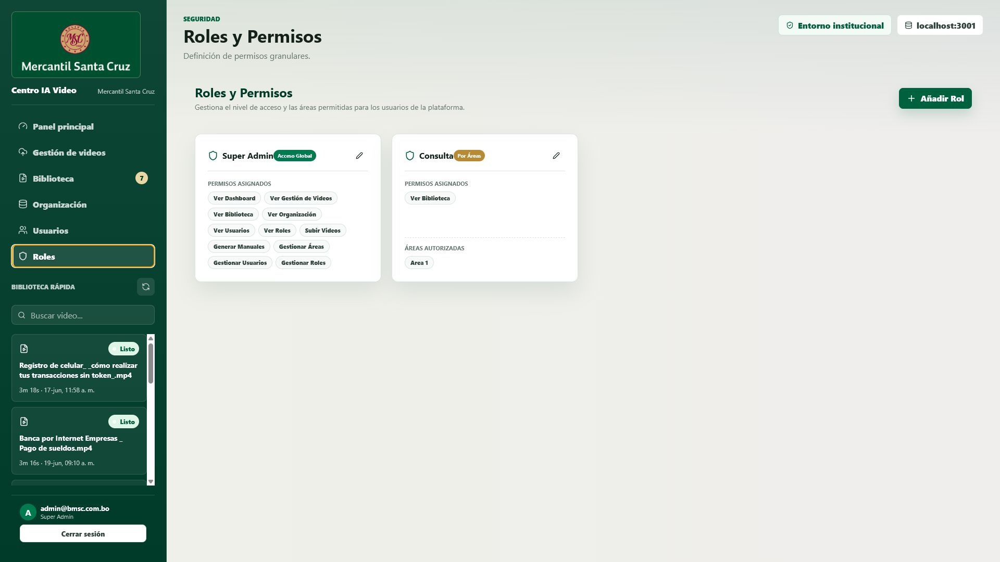 BOLIVIA
MSC
1905
Mercantil Santa Cruz
Centro IA Video
Mercantil Santa Cruz
Panel principal
Gestión de videos
Biblioteca
7
Organización
Usuarios
Roles
BIBLIOTECA RÁPIDA
Buscar video...
Listo
Registro de celular_ _cómo realizar
tus transacciones sin token_.mp4
3m 18s · 17-jun, 11:58 a. m.
Listo
Banca por Internet Empresas _
Pago de sueldos.mp4
3m 16s · 19-jun, 09:10 a. m.
A
admin@bmsc.com.bo
Super Admin
Cerrar sesión
SEGURIDAD
Roles y Permisos
Definición de permisos granulares.
Entorno institucional
localhost:3001
Roles y Permisos
Gestiona el nivel de acceso y las áreas permitidas para los usuarios de la plataforma.
Añadir Rol
Super Admin Acceso Global
PERMISOS ASIGNADOS
Ver Dashboard Ver Gestión de Videos
Ver Biblioteca Ver Organización
Ver Usuarios Ver Roles Subir Videos
Generar Manuales Gestionar Áreas
Gestionar Usuarios Gestionar Roles
Consulta Por Áreas
PERMISOS ASIGNADOS
Ver Biblioteca
ÁREAS AUTORIZADAS
Area 1